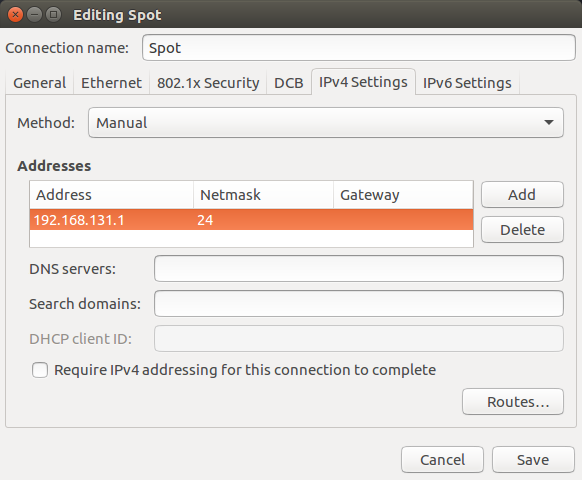 Editing Spot
Connection name: Spot
General Ethernet 802.1x Security DCB IPv4 Settings IPv6 Settings
Method: Manual
Addresses
Address Netmask Gateway Add
192.168.131.1 24
Delete
DNS servers:
Search domains:
DHCP client ID:
Require IPv4 addressing for this connection to complete
Routes...
Cancel Save